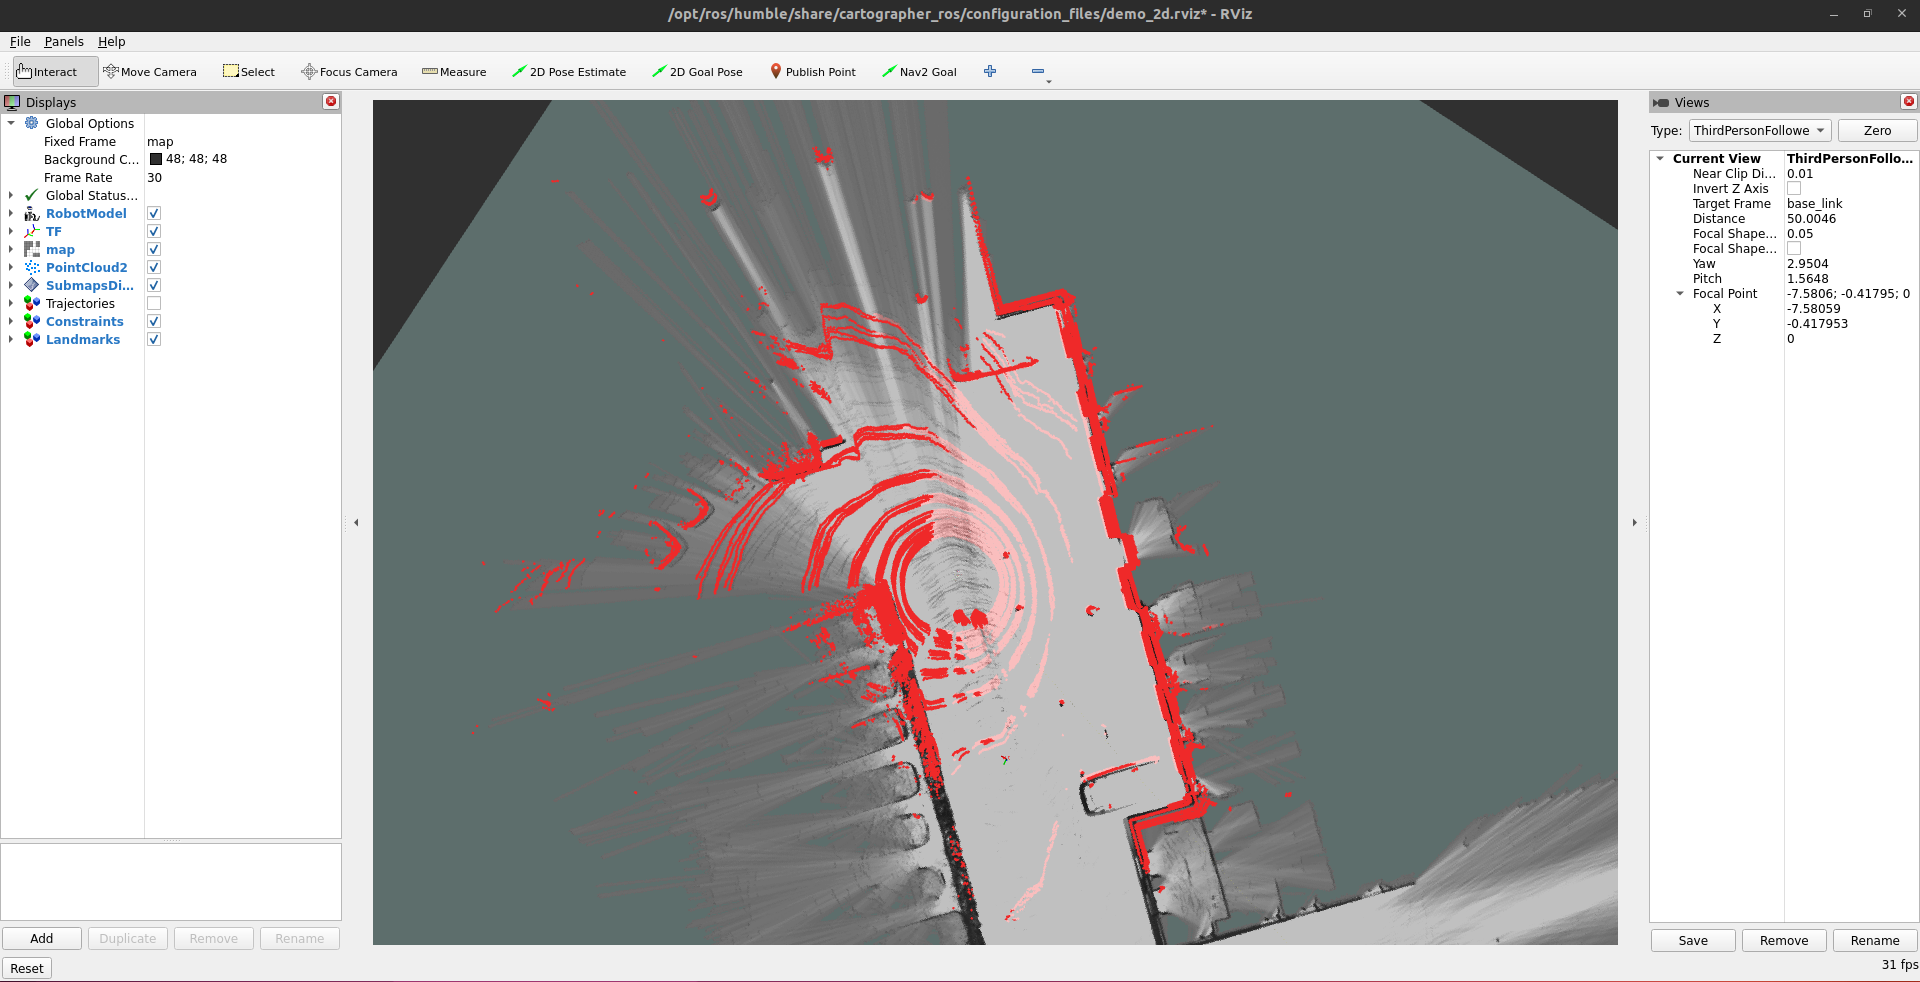 /opt/ros/humble/share/cartographer_ros/configuration_files/demo_2d.rviz* - RViz
File Panels Help
Interact Move Camera Select Focus Camera Measure 2D Pose Estimate 2D Goal Pose Publish Point Nav2 Goal
Displays
Global Options
Fixed Frame map
Background C... 48; 48; 48
Frame Rate 30
Global Status...
RobotModel
TF
map
PointCloud2
SubmapsDi...
Trajectories
Constraints
Landmarks
Add Duplicate Remove Rename
Reset
Views
Type: ThirdPersonFollowe Zero
Current View ThirdPersonFollo...
Near Clip Di... 0.01
Invert Z Axis
Target Frame base_link
Distance 50.0046
Focal Shape... 0.05
Focal Shape...
Yaw 2.9504
Pitch 1.5648
Focal Point -7.5806; -0.41795; 0
X -7.58059
Y -0.417953
Z 0
Save Remove Rename
31 fps